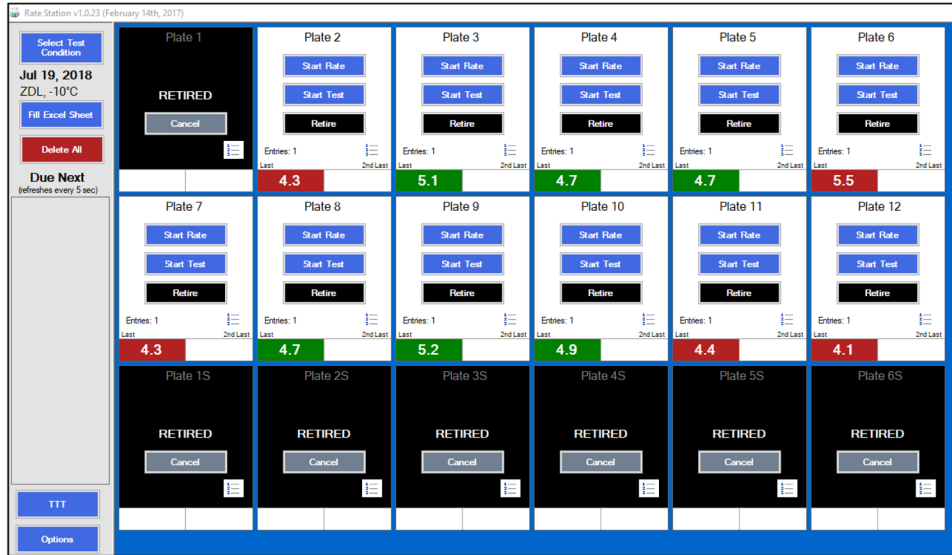 Rate Station v1.0.23 (February 14th, 2017)
Select Test
Condition
Jul 19, 2018
ZDL, -10°C
Fill Excel Sheet
Delete All
Due Next
(refreshes every 5 sec)
TTT
Options
Plate 1
RETIRED
Cancel
Plate 2
Start Rate
Start Test
Retire
Entries: 1
Last 2nd Last
4.3
Plate 3
Start Rate
Start Test
Retire
Entries: 1
Last 2nd Last
5.1
Plate 4
Start Rate
Start Test
Retire
Entries: 1
Last 2nd Last
4.7
Plate 5
Start Rate
Start Test
Retire
Entries: 1
Last 2nd Last
4.7
Plate 6
Start Rate
Start Test
Retire
Entries: 1
Last 2nd Last
5.5
Plate 7
Start Rate
Start Test
Retire
Entries: 1
Last 2nd Last
4.3
Plate 8
Start Rate
Start Test
Retire
Entries: 1
Last 2nd Last
4.7
Plate 9
Start Rate
Start Test
Retire
Entries: 1
Last 2nd Last
5.2
Plate 10
Start Rate
Start Test
Retire
Entries: 1
Last 2nd Last
4.9
Plate 11
Start Rate
Start Test
Retire
Entries: 1
Last 2nd Last
4.4
Plate 12
Start Rate
Start Test
Retire
Entries: 1
Last 2nd Last
4.1
Plate 1S
RETIRED
Cancel
Plate 2S
RETIRED
Cancel
Plate 3S
RETIRED
Cancel
Plate 4S
RETIRED
Cancel
Plate 5S
RETIRED
Cancel
Plate 6S
RETIRED
Cancel